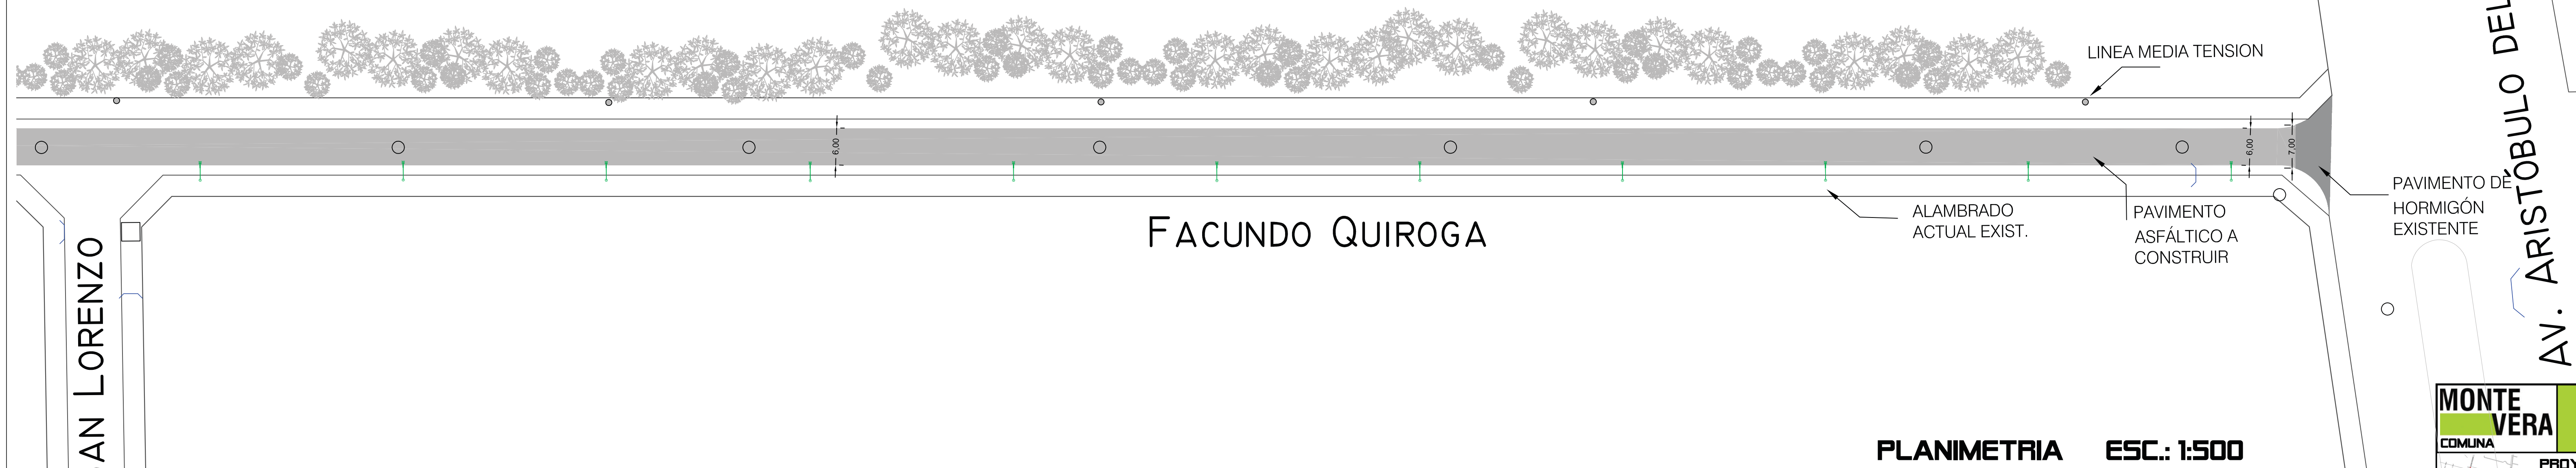 LINEA MEDIA TENSION
6.00
6.00
7.00
PAVIMENTO DE
HORMIGÓN
EXISTENTE
ALAMBRADO
ACTUAL EXIST.
PAVIMENTO
ASFÁLTICO A
CONSTRUIR
FACUNDO QUIROGA
LORENZO
AV. ARISTÓBULO DEL
PLANIMETRIA ESC.: 1:500
MONTE
VERA
COMUNA